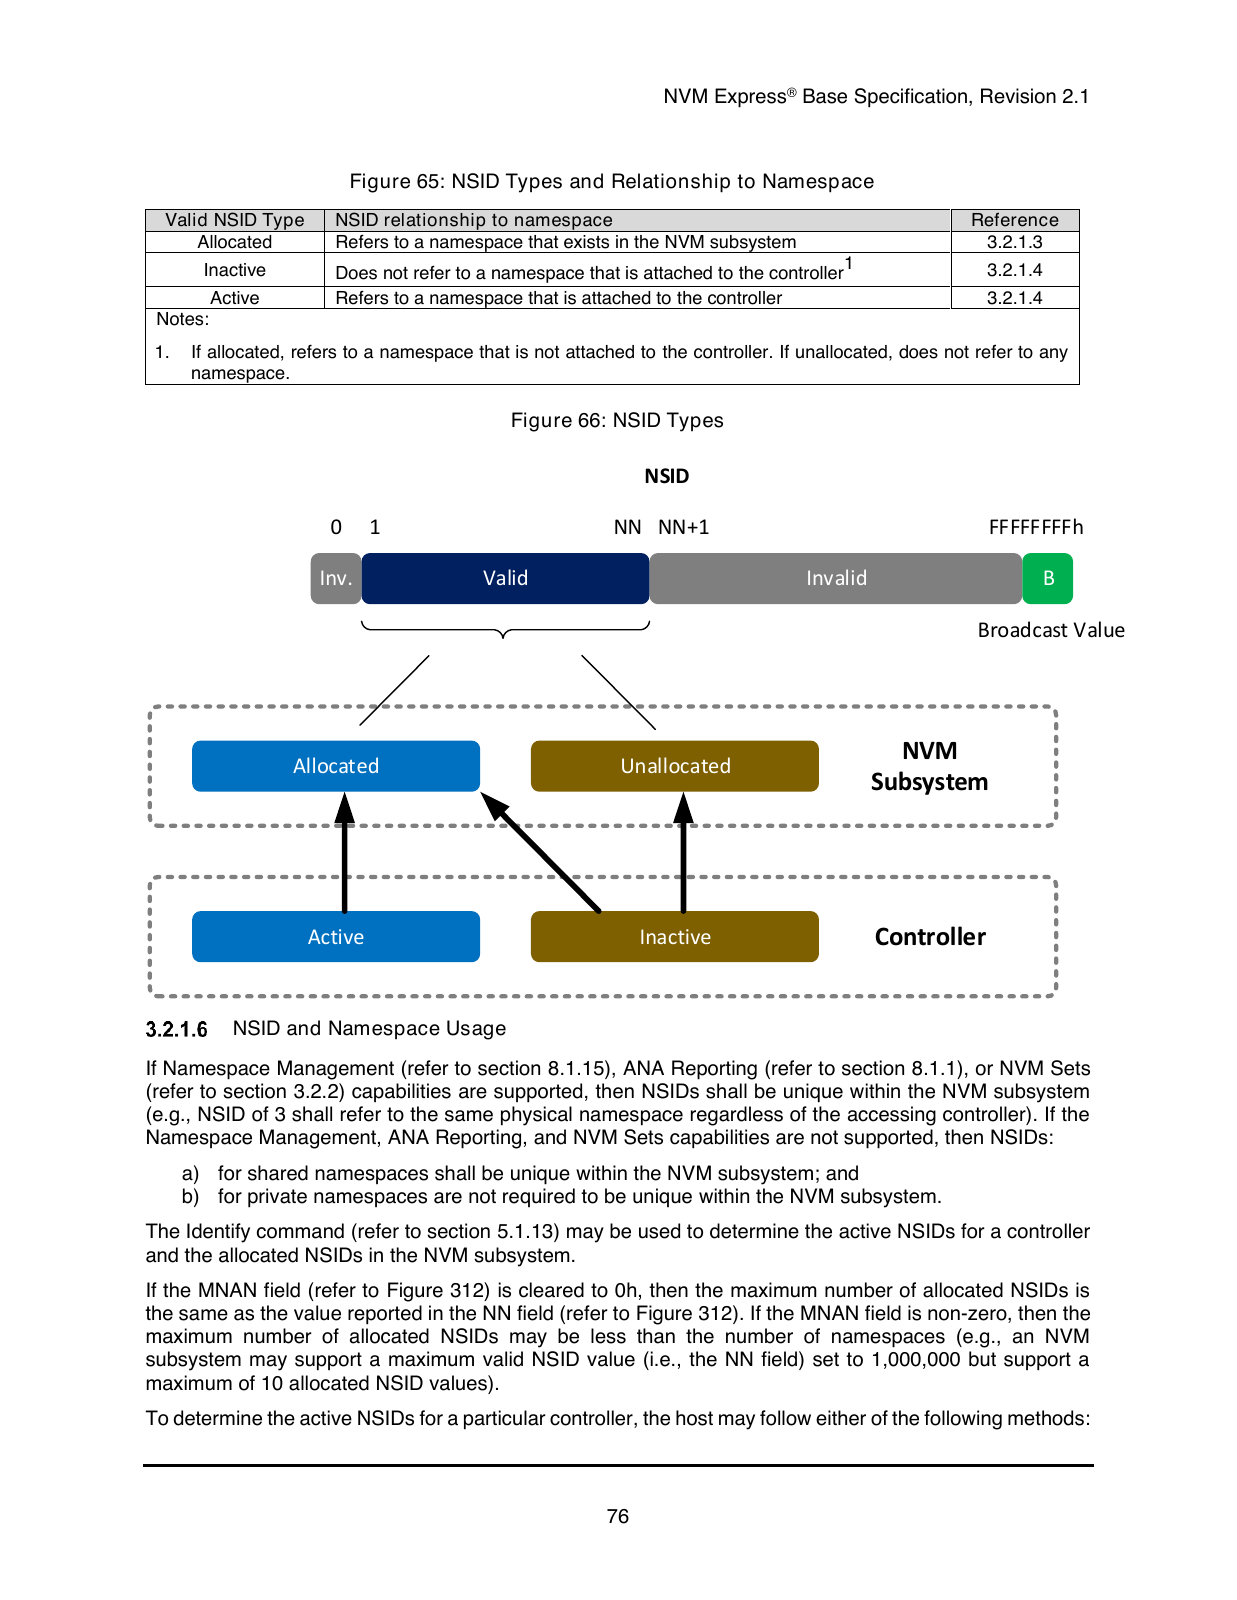 NVM Express® Base Specification, Revision 2.1
Figure 65: NSID Types and Relationship to Namespace
Valid NSID Type NSID relationship to namespace Reference
Allocated Refers to a namespace that exists in the NVM subsystem 3.2.1.3
Inactive Does not refer to a namespace that is attached to the controller1 3.2.1.4
Active Refers to a namespace that is attached to the controller 3.2.1.4
Notes:
1. If allocated, refers to a namespace that is not attached to the controller. If unallocated, does not refer to any
namespace.
Figure 66: NSID Types
NSID
0 1 NN NN+1 FFFFFFFFh
Inv. Valid Invalid B
Broadcast Value
Allocated Unallocated NVM
Subsystem
Active Inactive Controller
3.2.1.6 NSID and Namespace Usage
If Namespace Management (refer to section 8.1.15), ANA Reporting (refer to section 8.1.1), or NVM Sets
(refer to section 3.2.2) capabilities are supported, then NSIDs shall be unique within the NVM subsystem
(e.g., NSID of 3 shall refer to the same physical namespace regardless of the accessing controller). If the
Namespace Management, ANA Reporting, and NVM Sets capabilities are not supported, then NSIDs:
a) for shared namespaces shall be unique within the NVM subsystem; and
b) for private namespaces are not required to be unique within the NVM subsystem.
The Identify command (refer to section 5.1.13) may be used to determine the active NSIDs for a controller
and the allocated NSIDs in the NVM subsystem.
If the MNAN field (refer to Figure 312) is cleared to 0h, then the maximum number of allocated NSIDs is
the same as the value reported in the NN field (refer to Figure 312). If the MNAN field is non-zero, then the
maximum number of allocated NSIDs may be less than the number of namespaces (e.g., an NVM
subsystem may support a maximum valid NSID value (i.e., the NN field) set to 1,000,000 but support a
maximum of 10 allocated NSID values).
To determine the active NSIDs for a particular controller, the host may follow either of the following methods:
76